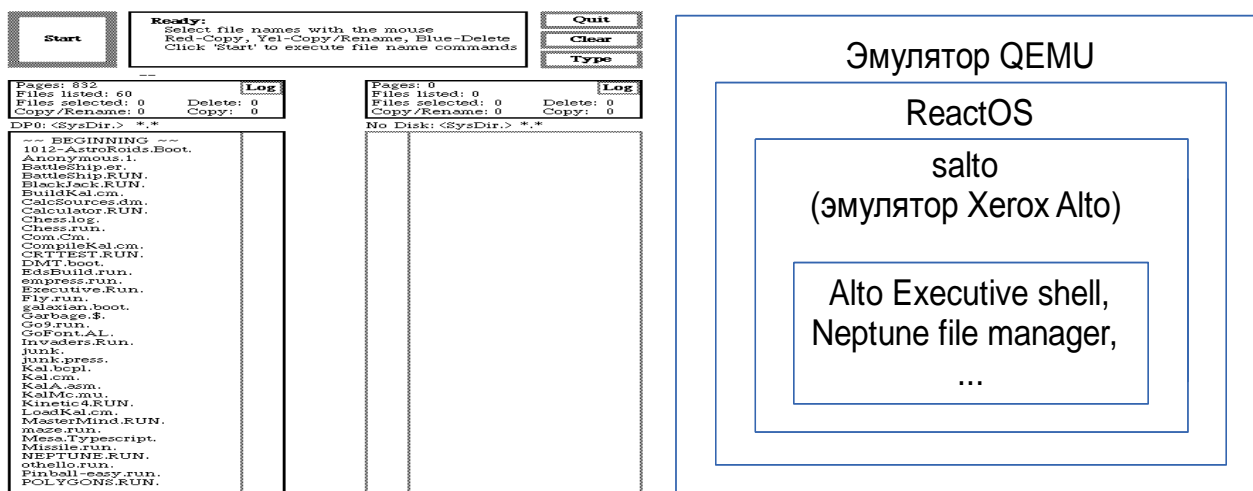 Start
Ready:
Select file names with the mouse
Red-Copy, Yel-Copy/Rename, Blue-Delete
Click 'Start' to execute file name commands
Quit
Clear
Type
Pages: 832
Log
Files listed: 60
Files selected: 0 Delete: 0
Copy/Rename: 0 Copy: 0
DP0: <SysDir.> *.*
~~ BEGINNING ~~
1012-AstroRoids.Boot.
Anonymous.1.
BattleShip.er.
BattleShip.RUN.
BlackJack.RUN.
BuildKal.cm.
CalcSources.dm.
Calculator.RUN.
Chess.log.
Chess.run.
Com.Cm.
CompileKal.cm.
CRTTEST.RUN.
DMT.boot.
EdsBuild.run.
empress.run.
Executive.Run.
Fly.run.
galaxian.boot.
Garbage.$.
Go9.run.
GoFont.AL.
Invaders.Run.
junk.
junk.press.
Kal.bcpl.
Kal.cm.
KalA.asm.
KalMc.mu.
Kinetic4.RUN.
LoadKal.cm.
MasterMind.RUN.
maze.run.
Mesa.Typescript.
Missile.run.
NEPTUNE.RUN.
othello.run.
Pinball-easy.run.
POLYGONS.RUN.
Pages: 0
Log
Files listed: 0
Files selected: 0 Delete: 0
Copy/Rename: 0 Copy: 0
No Disk: <SysDir.> *.*
Эмулятор QEMU
ReactOS
salto
(эмулятор Xerox Alto)
Alto Executive shell,
Neptune file manager,
...